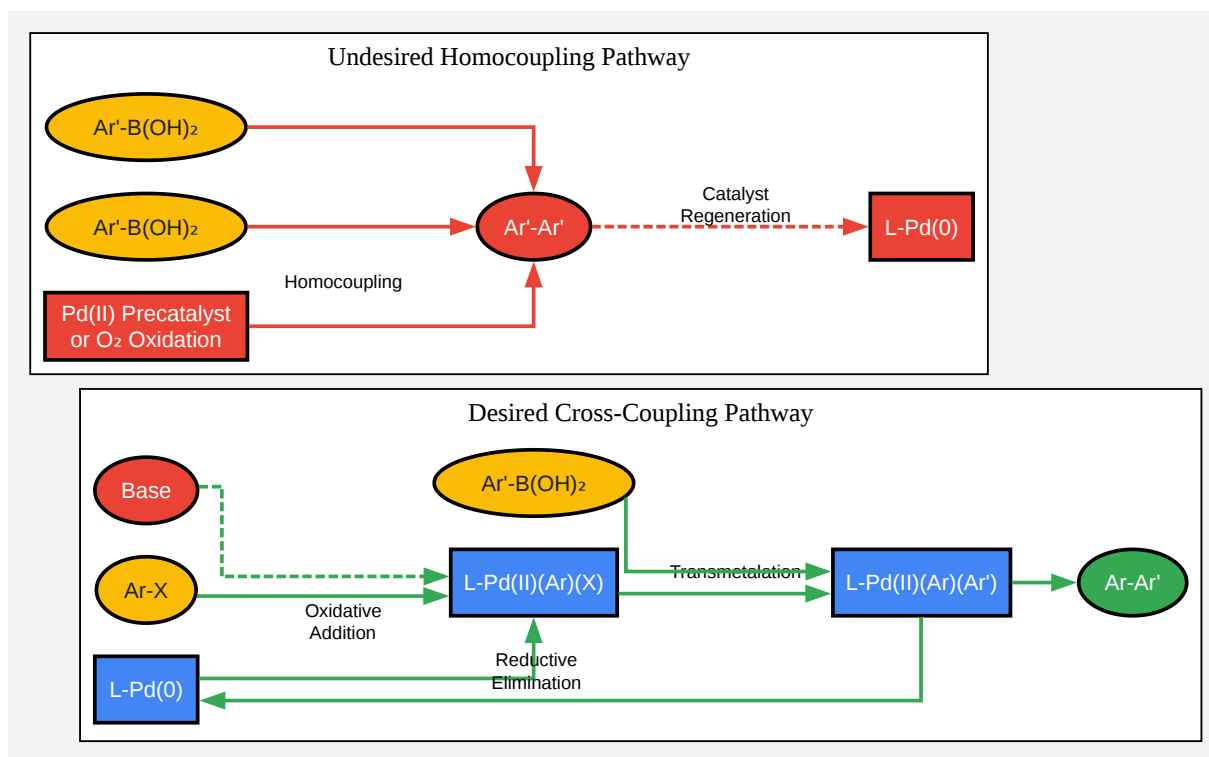 Undesired Homocoupling Pathway
Ar'-B(OH)₂
Ar'-B(OH)₂
Ar'-Ar'
Catalyst
Regeneration
L-Pd(0)
Homocoupling
Pd(II) Precatalyst
or O₂ Oxidation
Desired Cross-Coupling Pathway
Base
Ar'-B(OH)₂
Ar-X
Oxidative
Addition
L-Pd(II)(Ar)(X)
Transmetalation
L-Pd(II)(Ar)(Ar')
Ar-Ar'
L-Pd(0)
Reductive
Elimination